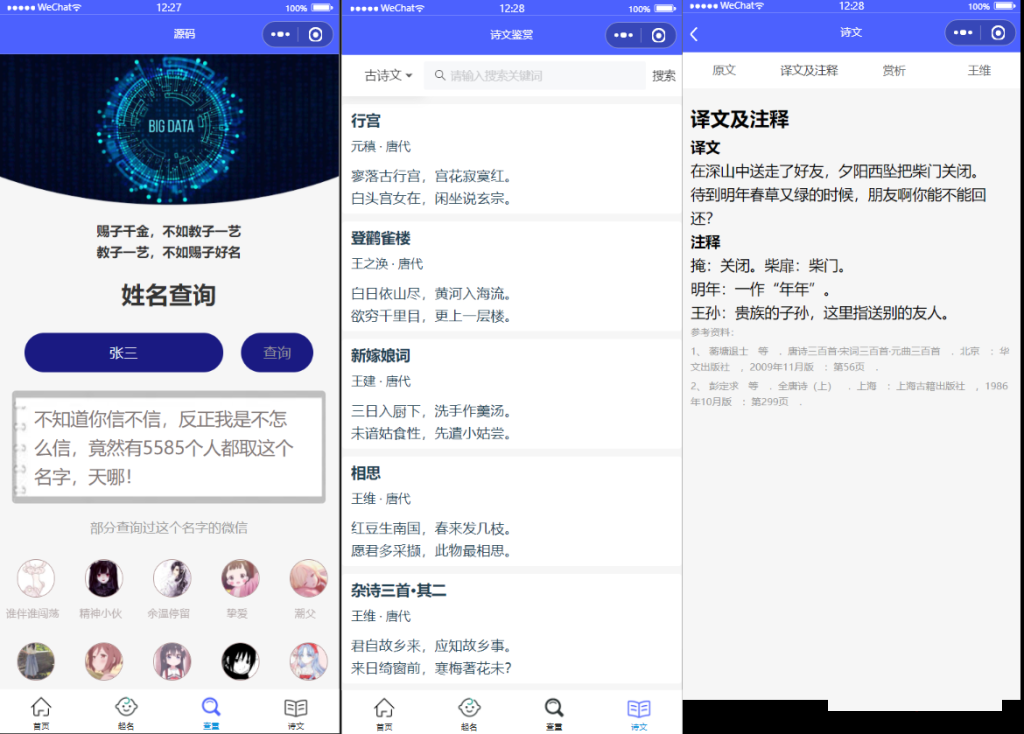 WeChat
12:27
100%
源码
BIG DATA
赐子千金，不如教子一艺
教子一艺，不如赐子好名
姓名查询
张三
查询
不知道你信不信，反正我是不怎
么信，竟然有5585个人都取这个
名字，天哪！
部分查询过这个名字的微信
谁伴谁闯荡
精神小伙
余温停留
挚爱
潮父
首页
起名
查重
诗文
WeChat
12:28
100%
诗文鉴赏
古诗文
请输入搜索关键词
搜索
行宫
元稹 · 唐代
寥落古行宫，宫花寂寞红。
白头宫女在，闲坐说玄宗。
登鹳雀楼
王之涣 · 唐代
白日依山尽，黄河入海流。
欲穷千里目，更上一层楼。
新嫁娘词
王建 · 唐代
三日入厨下，洗手作羹汤。
未谙姑食性，先遣小姑尝。
相思
王维 · 唐代
红豆生南国，春来发几枝。
愿君多采撷，此物最相思。
杂诗三首·其二
王维 · 唐代
君自故乡来，应知故乡事。
来日绮窗前，寒梅著花未？
首页
起名
查重
诗文
WeChat
12:28
100%
诗文
原文
译文及注释
赏析
王维
译文及注释
译文
在深山中送走了好友，夕阳西坠把柴门关闭。
待到明年春草又绿的时候，朋友啊你能不能回
还？
注释
掩：关闭。柴扉：柴门。
明年：一作“年年”。
王孙：贵族的子孙，这里指送别的友人。
参考资料：
1、 蘅塘退士 等 ．唐诗三百首·宋词三百首·元曲三百首 ．北京 ：华
文出版社 ，2009年11月版 ：第56页 ．
2、 彭定求 等 ．全唐诗（上） ．上海 ：上海古籍出版社 ，1986
年10月版 ：第299页 ．